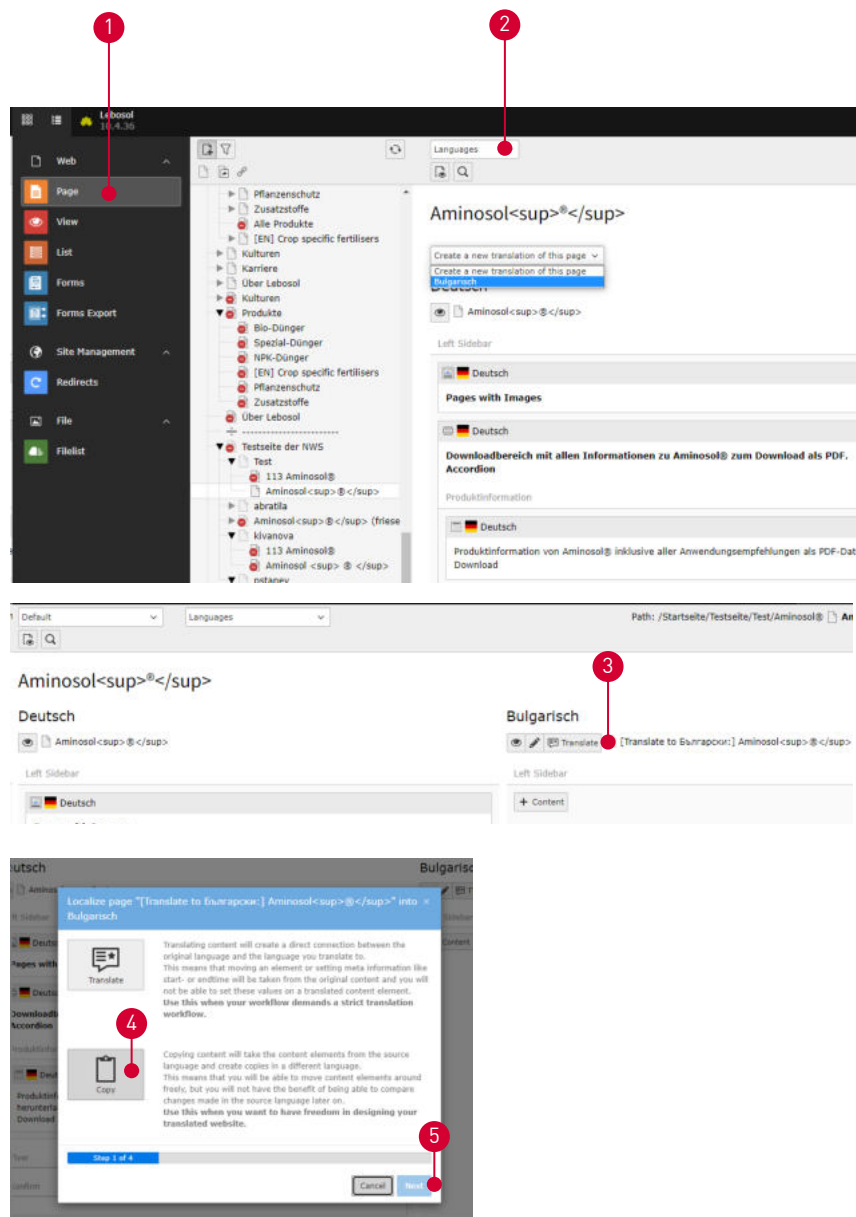 1
2
Lebosol
10.4.36
Web
Page
View
List
Forms
Forms Export
Site Management
Redirects
File
Filelist
Pflanzenschutz
Zusatzstoffe
Alle Produkte
[EN] Crop specific fertilisers
Kulturen
Karriere
Über Lebosol
Kulturen
Produkte
Bio-Dünger
Spezial-Dünger
NPK-Dünger
[EN] Crop specific fertilisers
Pflanzenschutz
Zusatzstoffe
Über Lebosol
-------------------------
Testseite der NWS
Test
113 Aminosol®
Aminosol<sup>®</sup>
abratila
Aminosol<sup>®</sup> (friese
kivanova
113 Aminosol®
Aminosol <sup> ® </sup>
pstanev
Languages
Aminosol<sup>®</sup>
Create a new translation of this page
Create a new translation of this page
Bulgarisch
Deutsch
Aminosol<sup>®</sup>
Left Sidebar
Deutsch
Pages with Images
Deutsch
Downloadbereich mit allen Informationen zu Aminosol® zum Download als PDF.
Accordion
Produktinformation
Deutsch
Produktinformation von Aminosol® inklusive aller Anwendungsempfehlungen als PDF-Dat
Download
Default
Languages
Path: /Startseite/Testseite/Test/Aminosol®
3
Aminosol<sup>®</sup>
Deutsch
Bulgarisch
Aminosol<sup>®</sup>
Translate
[Translate to Български:] Aminosol<sup>®</sup>
Left Sidebar
Left Sidebar
Deutsch
+ Content
utsch
Bulgarisc
Localize page "[Translate to Български:] Aminosol<sup>®</sup>" into
Bulgarisch
×
Translate
Translating content will create a direct connection between the
original language and the language you translate to.
This means that moving an element or setting meta information like
start- or endtime will be taken from the original content and you will
not be able to set these values on a translated content element.
Use this when your workflow demands a strict translation
workflow.
4
Copy
Copying content will take the content elements from the source
language and create copies in a different language.
This means that you will be able to move content elements around
freely, but you will not have the benefit of being able to compare
changes made in the source language later on.
Use this when you want to have freedom in designing your
translated website.
5
Step 1 of 4
Cancel
Next